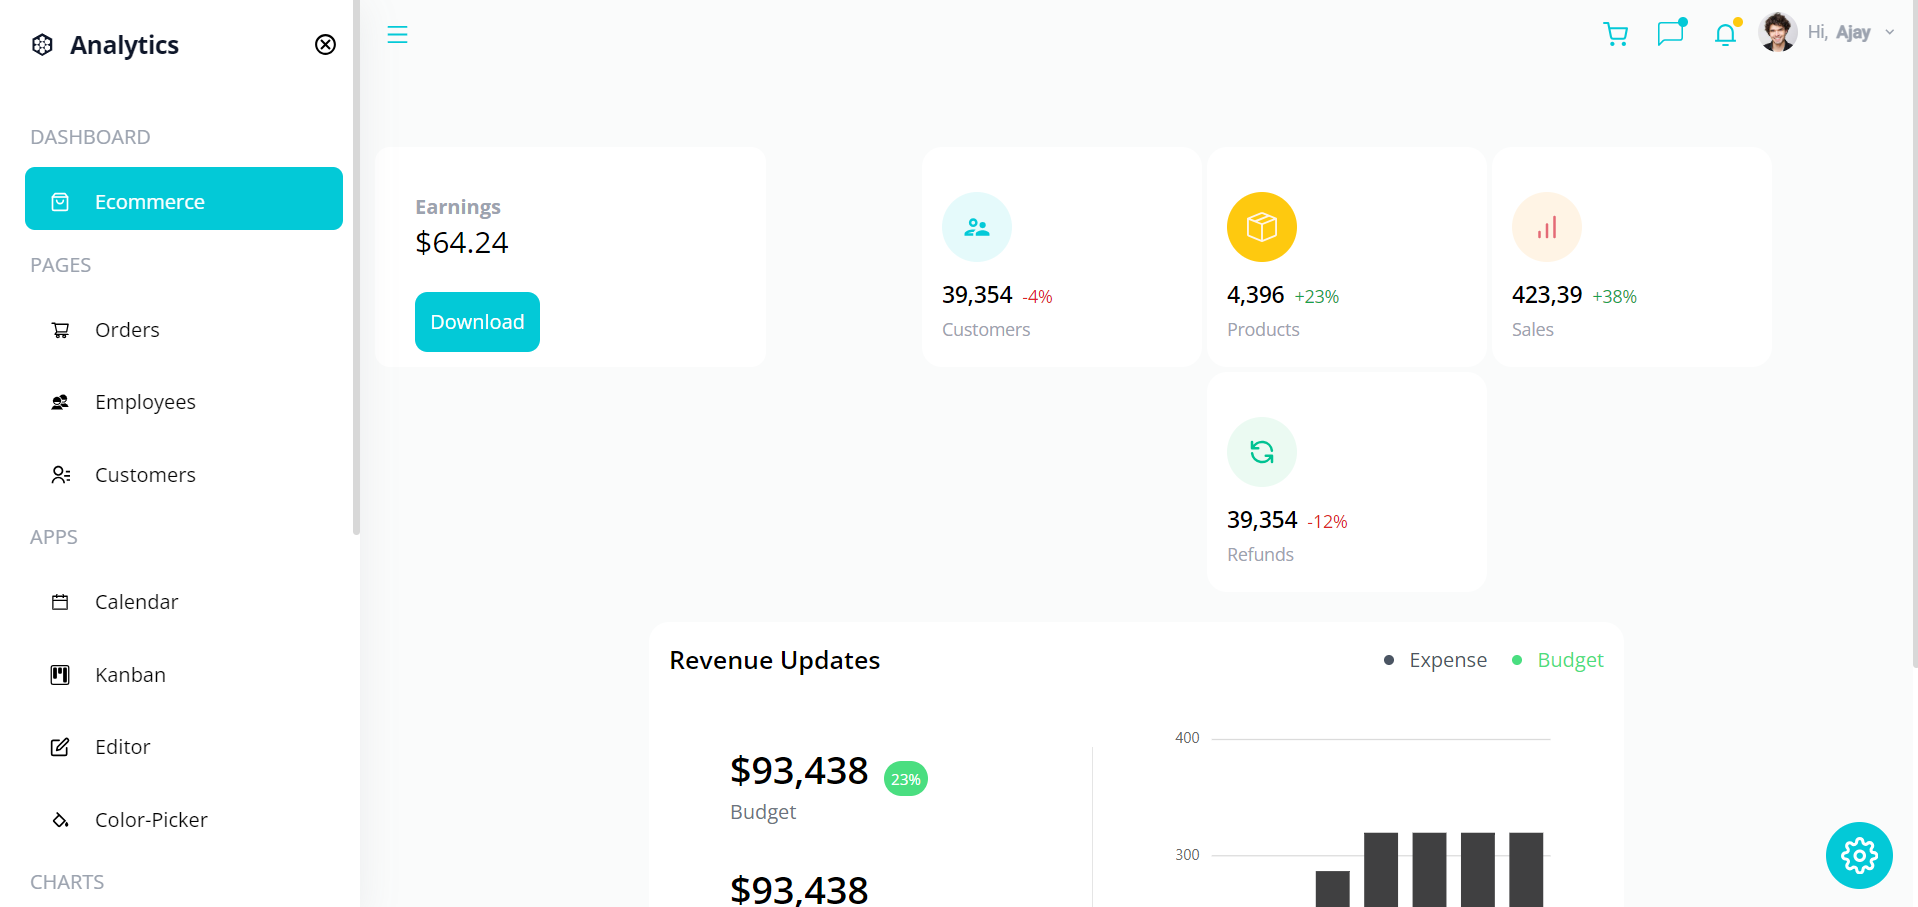 Analytics
DASHBOARD
Ecommerce
PAGES
Orders
Employees
Customers
APPS
Calendar
Kanban
Editor
Color-Picker
CHARTS
Hi, Ajay
Earnings
$64.24
Download
39,354 -4%
Customers
4,396 +23%
Products
423,39 +38%
Sales
39,354 -12%
Refunds
Revenue Updates
Expense
Budget
$93,438 23%
Budget
$93,438
400
300